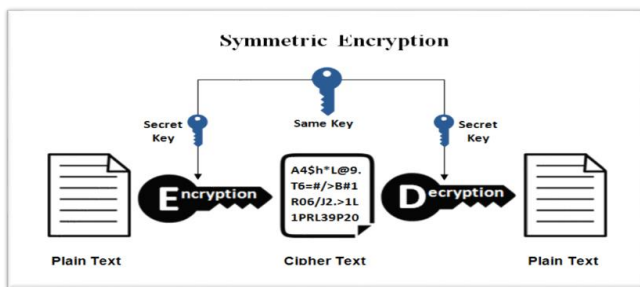 Symmetric Encryption
Secret
Key
Same Key
Secret
Key
Encryption
A4$h*L@9.
T6=#/>B#1
R06/J2.>1L
1PRL39P20
Decryption
Plain Text
Cipher Text
Plain Text